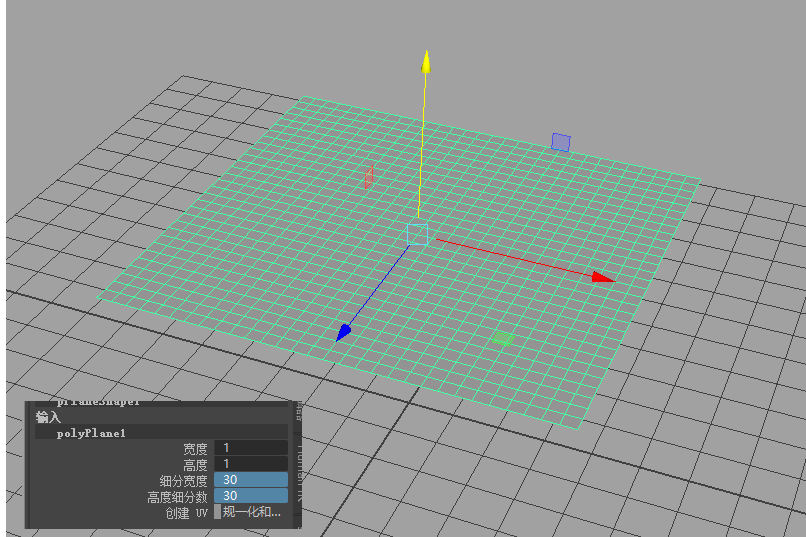 输入
polyPlane1
宽度 1
高度 1
细分宽度 30
高度细分数 30
创建 UV 规一化和...